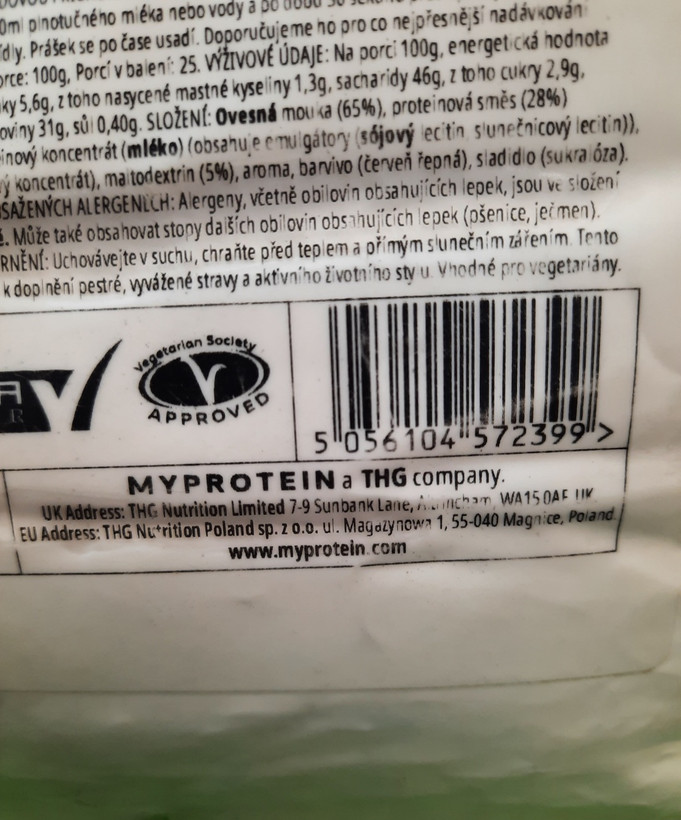 0ml plnotučného mléka nebo vody a po
dly. Prášek se po čase usadí. Doporučujeme ho pro co nejpřesnější nadávkován
orce: 100g, Porcí v balení: 25. VÝŽIVOVÉ ÚDAJE: Na porci 100g, energetická hodnota
ky 5,6g, z toho nasycené mastné kyseliny 1,3g, sacharidy 46g, z toho cukry 2,9g,
oviny 31g, sůl 0,40g. SLOŽENÍ: Ovesná mouka (65%), proteinová směs (28%)
inový koncentrát (mléko) (obsahuje emulgátory (sójový lecitin, slunečnicový lecitin)),
ý koncentrát), maltodextrin (5%), aroma, barvivo (červeň řepná), sladidlo (sukralóza).
SAŽENÝCH ALERGENECH: Alergeny, včetně obilovin obsahujících lepek, jsou ve složení
é. Může také obsahovat stopy dalších obilovin obsahujících lepek (pšenice, ječmen).
RNĚNÍ: Uchovávejte v suchu, chraňte před teplem a přímým slunečním zářením. Tento
k doplnění pestré, vyvážené stravy a aktivního životního stylu. Vhodné pro vegetariány.
Vegetarian Society
APPROVED
5 056104 572399 >
MYPROTEIN a THG company.
UK Address: THG Nutrition Limited 7-9 Sunbank Lane, WA15 0AF UK
EU Address: THG Nutrition Poland sp. z o.o. ul. Magazynowa 1, 55-040 Magnice, Poland
www.myprotein.com